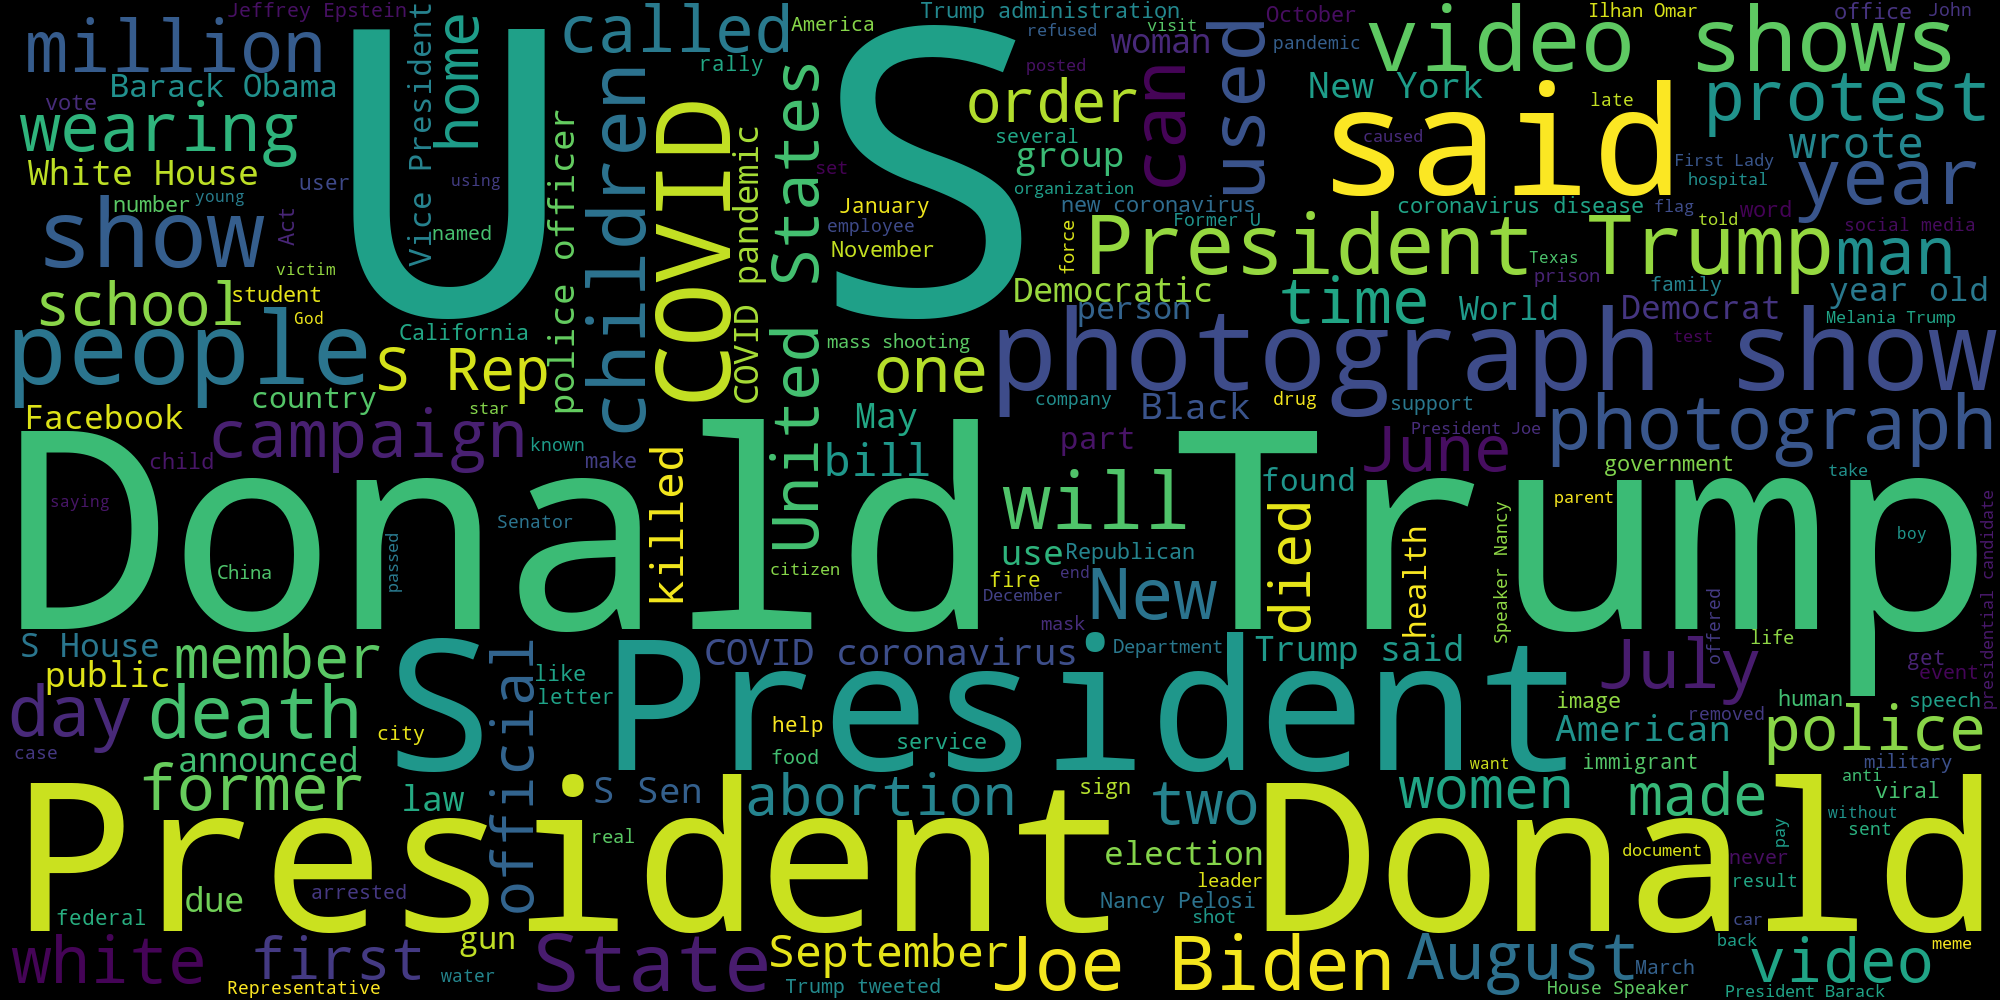 Jeffrey Epstein
million
Barack Obama
vote
wearing
White House
number
young
user
Act
show
victim
school
student
God
people
U
Vice President
home
named
using
California
S Rep
police officer
called
children
COVID
COVID pandemic
rally
America
United States
set
S
January
employee
November
mass shooting
one
Trump administration
refused
posted
order
several
group
organization
new coronavirus
woman
visit
can
used
Former U
force
Democratic
October
pandemic
New York
video shows
Ilhan Omar
office
John
said
late
caused
protest
wrote
First Lady
hospital
year
coronavirus disease
flag
told
word
social media
President Trump
Texas
prison
man
time
World
person
family
Democrat
year old
Melania Trump
test
photograph show
company
Black
drug
support
photograph
Facebook
country
star
campaign
child
known
make
saying
Donald Trump
China
passed
Senator
killed
May
bill
citizen
will
part
use
Republican
fire
end
December
New
mask
found
died
health
June
President Joe
government
parent
Speaker Nancy
take
boy
presidential candidate
offered
life
S House
public
member
day
death
case
announced
official
like
letter
city
S President
COVID coronavirus
Department
Trump said
help
food
service
July
get
event
image
removed
human
speech
American
police
immigrant
military
former
law
S Sen
real
abortion
sign
two
want
women
made
anti
viral
without
sent
pay
President Donald
due
arrested
federal
election
leader
Nancy Pelosi
shot
document
never
result
car
white
first
gun
water
Representative
State
September
Trump tweeted
Joe Biden
August
March
House Speaker
back
video
meme
President Barack